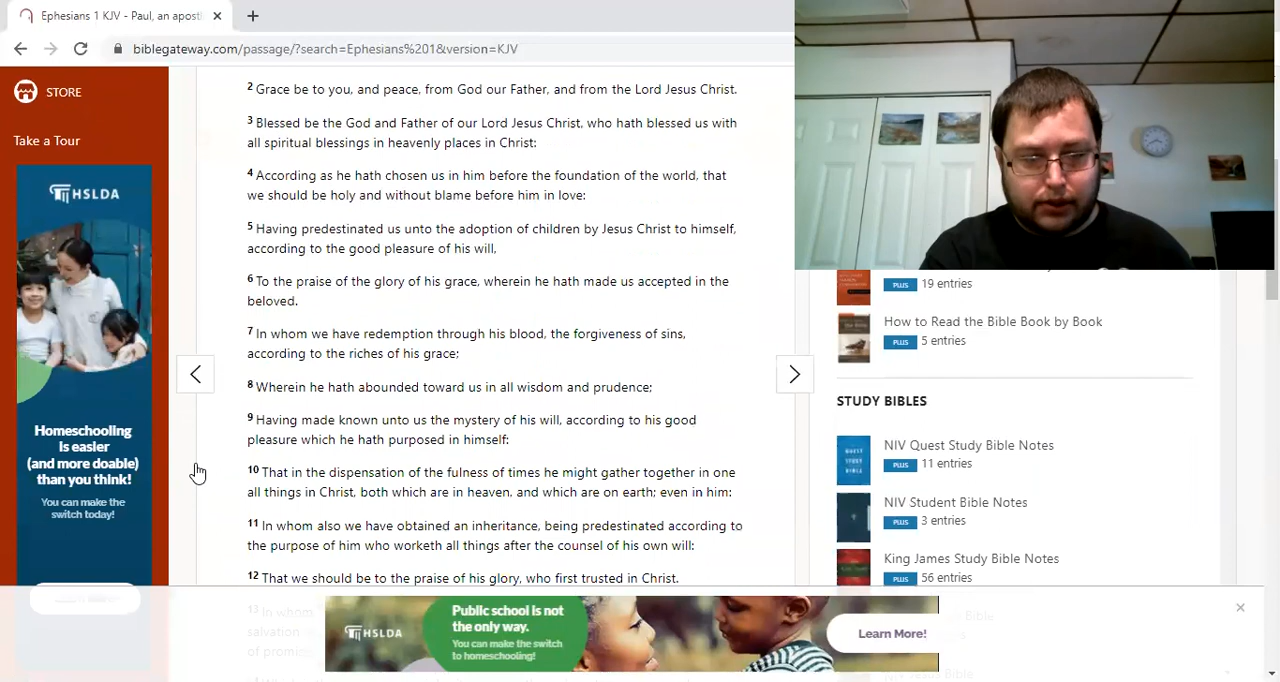 Ephesians 1 KJV - Paul, an apost
biblegateway.com/passage/?search=Ephesians%201&version=KJV
STORE
Take a Tour
HSLDA
Homeschooling
is easier
(and more doable)
than you think!
You can make the
switch today!
2 Grace be to you, and peace, from God our Father, and from the Lord Jesus Christ.
3 Blessed be the God and Father of our Lord Jesus Christ, who hath blessed us with
all spiritual blessings in heavenly places in Christ:
4 According as he hath chosen us in him before the foundation of the world, that
we should be holy and without blame before him in love:
5 Having predestinated us unto the adoption of children by Jesus Christ to himself,
according to the good pleasure of his will,
6 To the praise of the glory of his grace, wherein he hath made us accepted in the
beloved.
7 In whom we have redemption through his blood, the forgiveness of sins,
according to the riches of his grace;
8 Wherein he hath abounded toward us in all wisdom and prudence;
9 Having made known unto us the mystery of his will, according to his good
pleasure which he hath purposed in himself:
10 That in the dispensation of the fulness of times he might gather together in one
all things in Christ, both which are in heaven, and which are on earth; even in him:
11 In whom also we have obtained an inheritance, being predestinated according to
the purpose of him who worketh all things after the counsel of his own will:
12 That we should be to the praise of his glory, who first trusted in Christ.
13 In whom
salvation
of promi
PLUS 19 entries
How to Read the Bible Book by Book
PLUS 5 entries
STUDY BIBLES
NIV Quest Study Bible Notes
PLUS 11 entries
NIV Student Bible Notes
PLUS 3 entries
King James Study Bible Notes
PLUS 56 entries
Bible
HSLDA
Public school is not
the only way.
You can make the switch
to homeschooling!
Learn More!